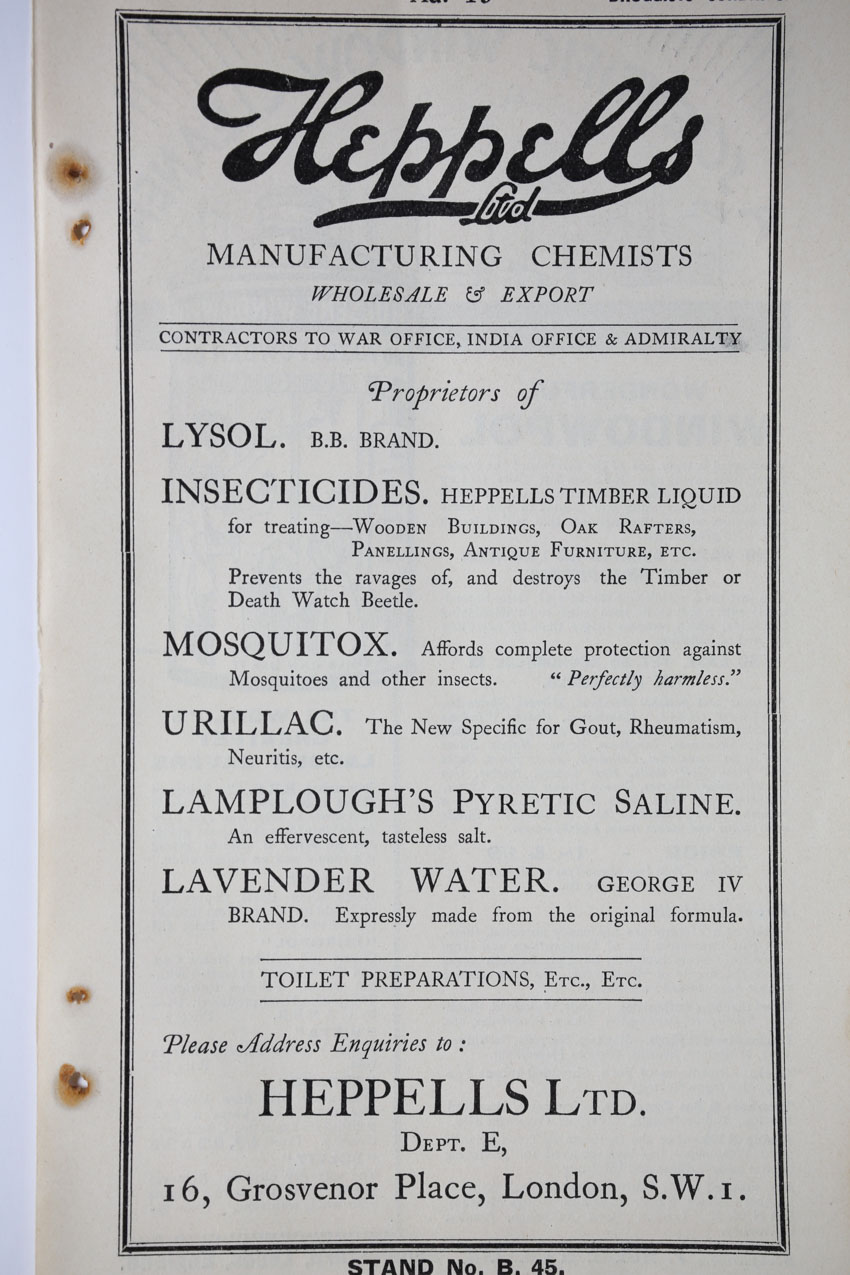 Heppells
Ltd
MANUFACTURING CHEMISTS
WHOLESALE & EXPORT
CONTRACTORS TO WAR OFFICE, INDIA OFFICE & ADMIRALTY
Proprietors of
LYSOL. B.B. BRAND.
INSECTICIDES. HEPPELLS TIMBER LIQUID
for treating—WOODEN BUILDINGS, OAK RAFTERS,
PANELLINGS, ANTIQUE FURNITURE, ETC.
Prevents the ravages of, and destroys the Timber or
Death Watch Beetle.
MOSQUITOX. Affords complete protection against
Mosquitoes and other insects. “Perfectly harmless.”
URILLAC. The New Specific for Gout, Rheumatism,
Neuritis, etc.
LAMPLOUGH'S PYRETIC SALINE.
An effervescent, tasteless salt.
LAVENDER WATER. GEORGE IV
BRAND. Expressly made from the original formula.
TOILET PREPARATIONS, ETC., ETC.
Please Address Enquiries to :
HEPPELLS LTD.
DEPT. E,
16, Grosvenor Place, London, S.W.1.
STAND No. B. 45.